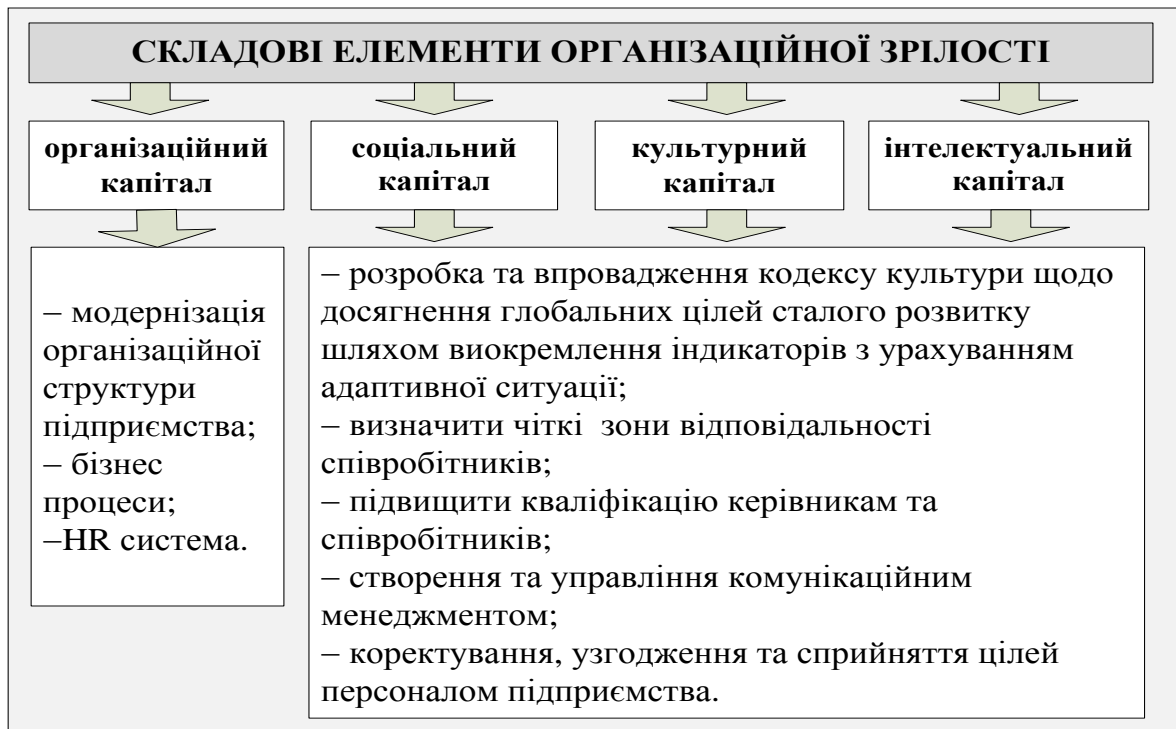 СКЛАДОВІ ЕЛЕМЕНТИ ОРГАНІЗАЦІЙНОЇ ЗРІЛОСТІ
організаційний
капітал
соціальний
капітал
культурний
капітал
інтелектуальний
капітал
– модернізація
організаційної
структури
підприємства;
– бізнес
процеси;
–HR система.
– розробка та впровадження кодексу культури щодо
досягнення глобальних цілей сталого розвитку
шляхом виокремлення індикаторів з урахуванням
адаптивної ситуації;
– визначити чіткі  зони відповідальності
співробітників;
– підвищити кваліфікацію керівникам та
співробітників;
– створення та управління комунікаційним
менеджментом;
– коректування, узгодження та сприйняття цілей
персоналом підприємства.